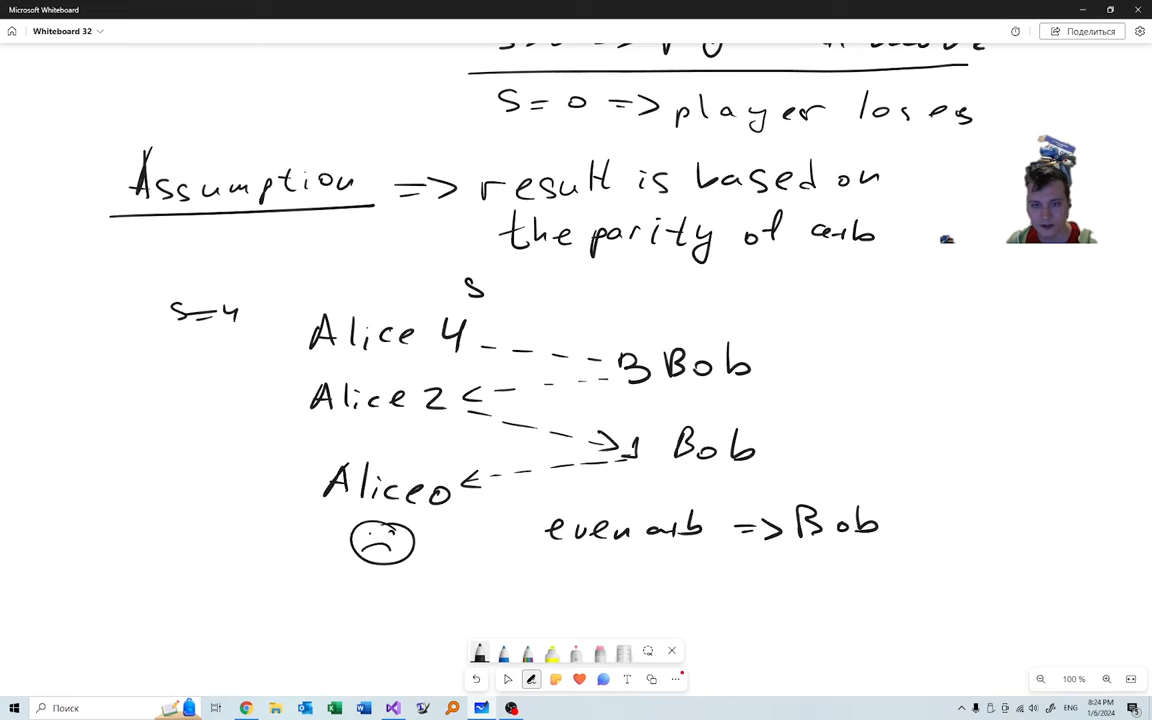 Microsoft Whiteboard
Whiteboard 32
Поделиться
s = 0 => player loses
Assumption => result is based on
the parity of a+b
s
s=4
Alice 4
3 Bob
Alice 2
1 Bob
Alice 0
even a+b => Bob
100 %
Поиск
ENG
8:24 PM
1/6/2024
5